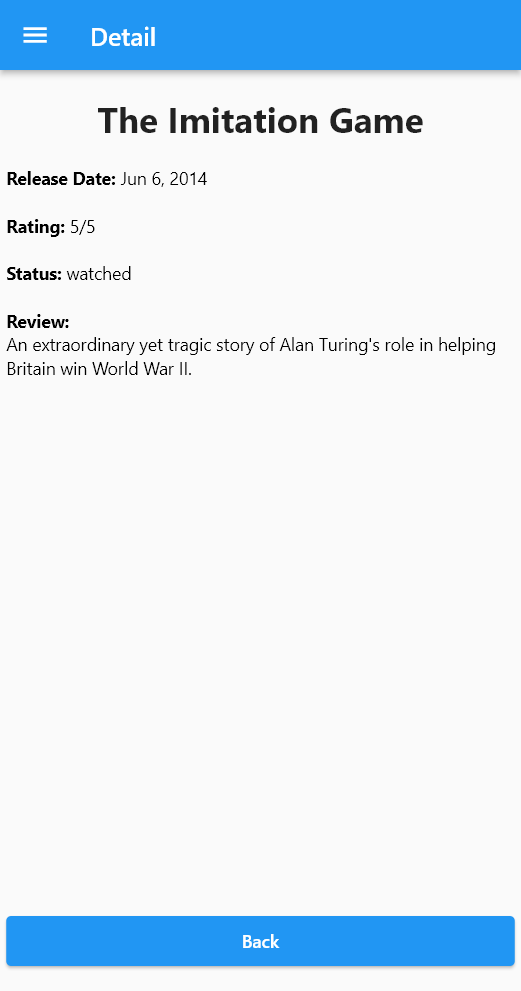 Detail
The Imitation Game
Release Date: Jun 6, 2014
Rating: 5/5
Status: watched
Review:
An extraordinary yet tragic story of Alan Turing's role in helping
Britain win World War II.
Back